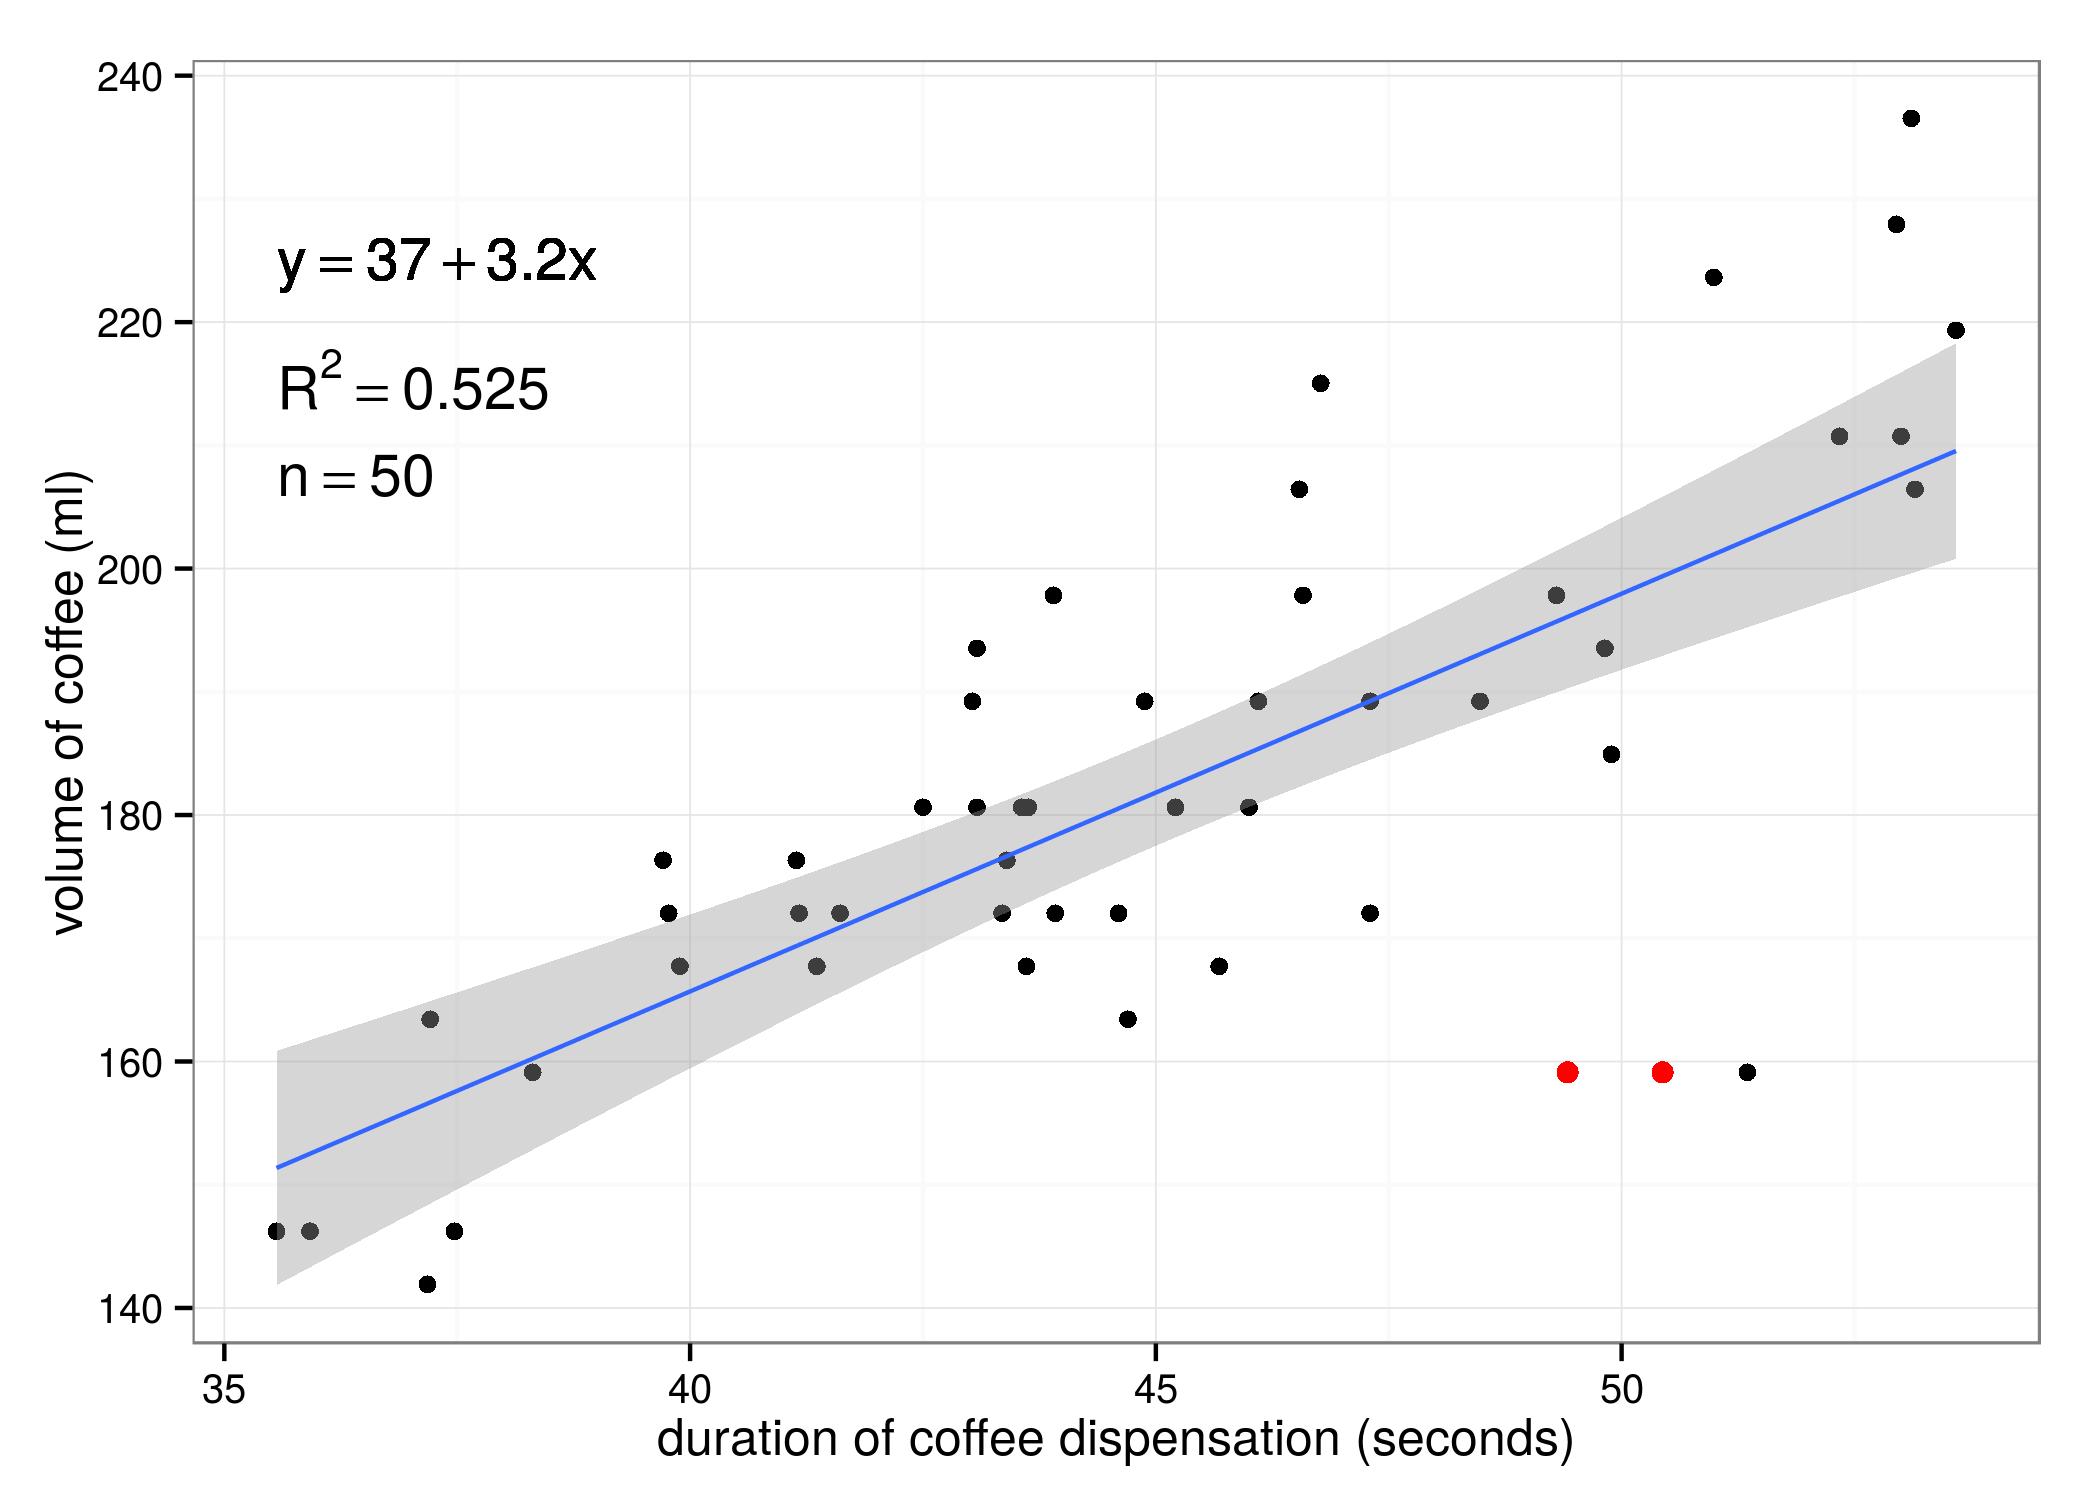 240
220
200
180
160
140
volume of coffee (ml)
y = 37 + 3.2x
R² = 0.525
n = 50
35 40 45 50
duration of coffee dispensation (seconds)